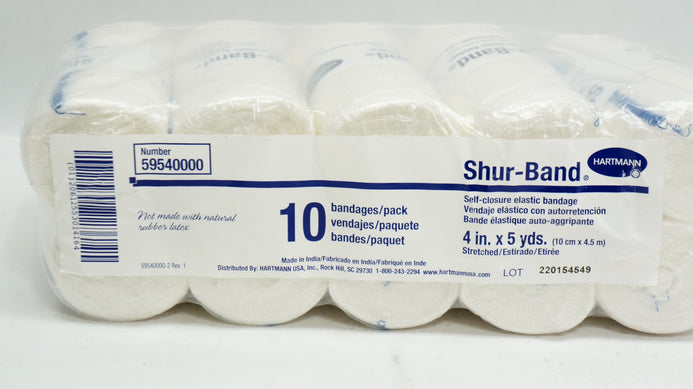 -Band®
Number
59540000
Shur-Band®
HARTMANN
Self-closure elastic bandage
Vendaje elástico con autorretención
Bande élastique auto-agrippante
4 in. x 5 yds. (10 cm x 4.5 m)
Stretched/Estirado/Étirée
10
bandages/pack
vendajes/paquete
bandes/paquet
Not made with natural
rubber latex
Made in India/Fabricado en India/Fabriqué en Inde
Distributed By: HARTMANN USA, Inc., Rock Hill, SC 29730 1-800-243-2294 www.hartmannusa.com
59540000-2 Rev. 1
LOT 220154549